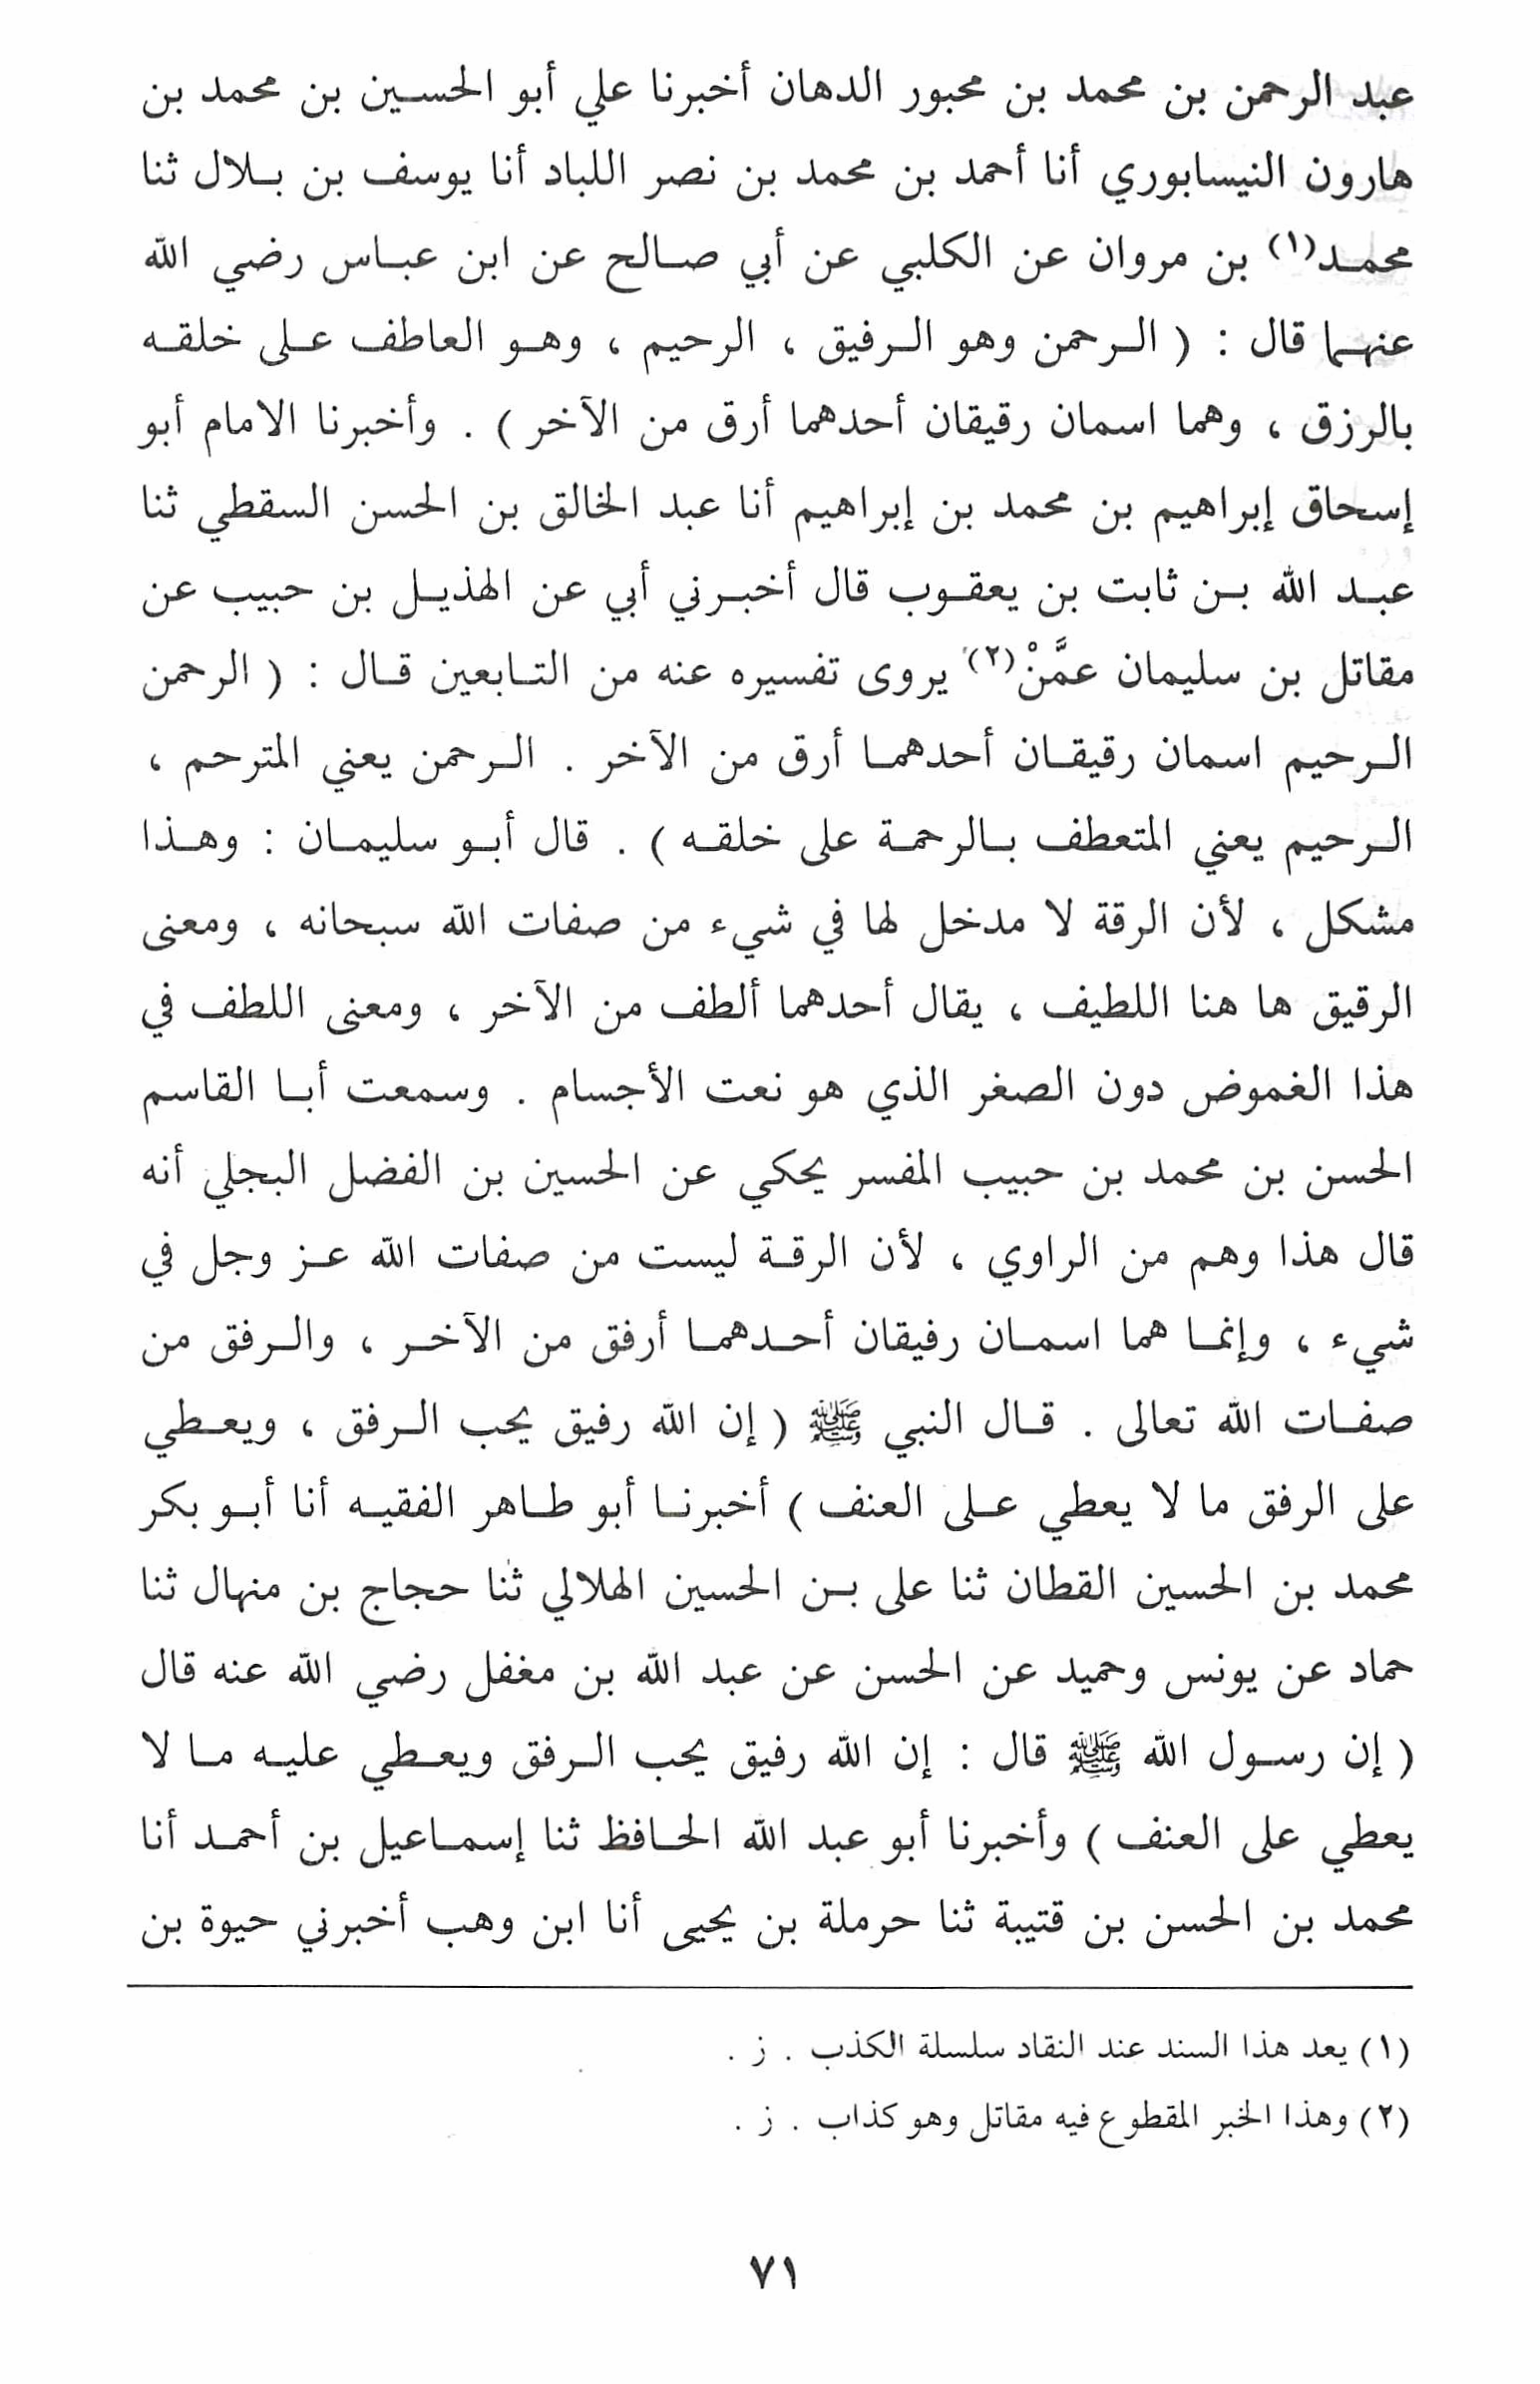 عبد الرحمن بن محمد بن محبور الدهان أخبرنا علي أبو الحسين بن محمد بن
هارون النيسابوري أنا أحمد بن محمد بن نصر اللباد أنا يوسف بن بلال ثنا
محمد(١) بن مروان عن الكلبي عن أبي صالح عن ابن عباس رضي الله
عنهما قال : ( الرحمن وهو الرفيق ، الرحيم ، وهو العاطف على خلقه
بالرزق ، وهما اسمان رقيقان أحدهما أرق من الآخر ) . وأخبرنا الامام أبو
إسحاق إبراهيم بن محمد بن إبراهيم أنا عبد الخالق بن الحسن السقطي ثنا
عبد الله بن ثابت بن يعقوب قال أخبرني أبي عن الهذيل بن حبيب عن
مقاتل بن سليمان عمَّنْ(٢) يروى تفسيره عنه من التابعين قال : ( الرحمن
الرحيم اسمان رقيقان أحدهما أرق من الآخر . الرحمن يعني المترحم ،
الرحيم يعني المتعطف بالرحمة على خلقه ) . قال أبو سليمان : وهذا
مشكل ، لأن الرقة لا مدخل لها في شيء من صفات الله سبحانه ، ومعنى
الرقيق ها هنا اللطيف ، يقال أحدهما ألطف من الآخر ، ومعنى اللطف في
هذا الغموض دون الصغر الذي هو نعت الأجسام . وسمعت أبا القاسم
الحسن بن محمد بن حبيب المفسر يحكي عن الحسين بن الفضل البجلي أنه
قال هذا وهم من الراوي ، لأن الرقة ليست من صفات الله عز وجل في
شيء ، وإنما هما اسمان رفيقان أحدهما أرفق من الآخر ، والرفق من
صفات الله تعالى . قال النبي ﷺ ( إن الله رفيق يحب الرفق ، ويعطي
على الرفق ما لا يعطي على العنف ) أخبرنا أبو طاهر الفقيه أنا أبو بكر
محمد بن الحسين القطان ثنا على بن الحسين الهلالي ثنا حجاج بن منهال ثنا
حماد عن يونس وحميد عن الحسن عن عبد الله بن مغفل رضي الله عنه قال
( إن رسول الله ﷺ قال : إن الله رفيق يحب الرفق ويعطي عليه ما لا
يعطي على العنف ) وأخبرنا أبو عبد الله الحافظ ثنا إسماعيل بن أحمد أنا
محمد بن الحسن بن قتيبة ثنا حرملة بن يحيى أنا ابن وهب أخبرني حيوة بن
(١) يعد هذا السند عند النقاد سلسلة الكذب . ز .
(٢) وهذا الخبر المقطوع فيه مقاتل وهو كذاب . ز .
٧١